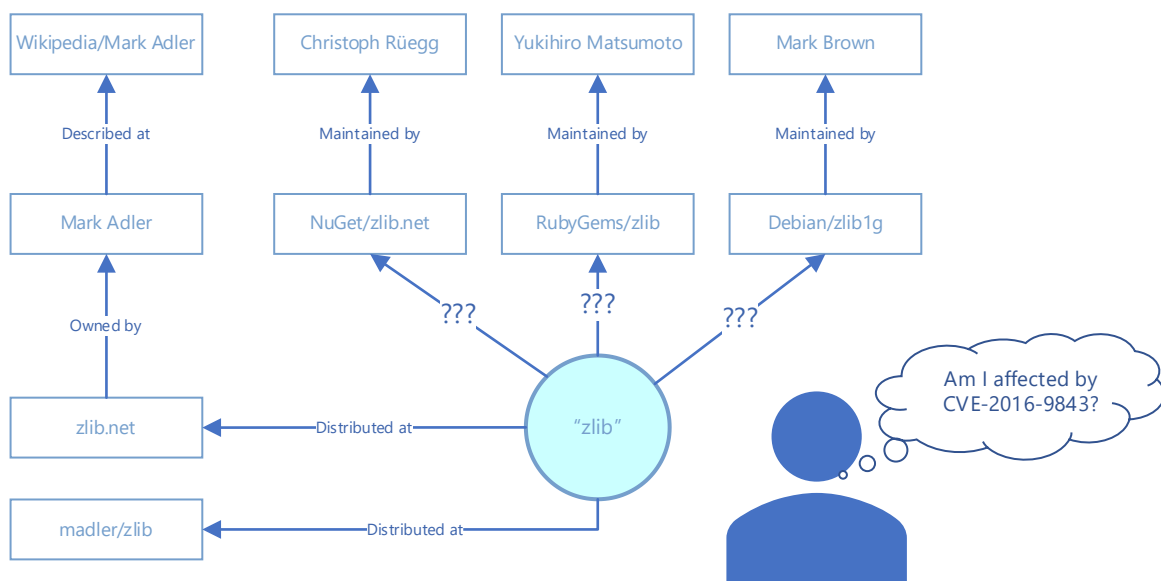 Wikipedia/Mark Adler
Christoph Rüegg
Yukihiro Matsumoto
Mark Brown
Described at
Maintained by
Maintained by
Maintained by
Mark Adler
NuGet/zlib.net
RubyGems/zlib
Debian/zlib1g
???
???
???
Owned by
Am I affected by
CVE-2016-9843?
zlib.net
Distributed at
“zlib”
madler/zlib
Distributed at